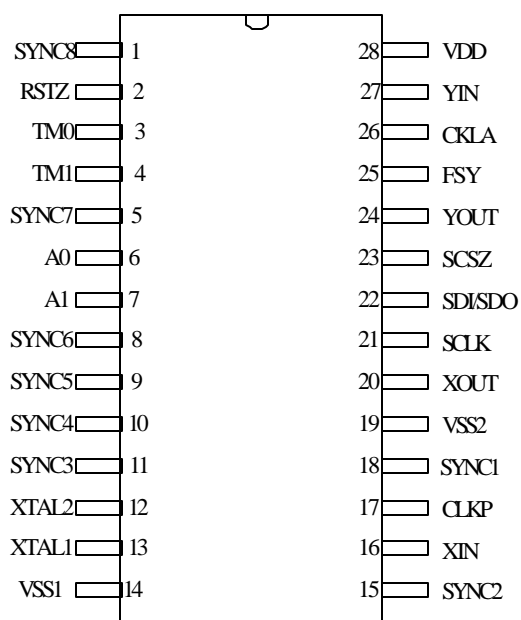 SYNC8 1 28 VDD
RSTZ 2 27 YIN
TM0 3 26 CKLA
TM1 4 25 FSY
SYNC7 5 24 YOUT
A0 6 23 SCSZ
A1 7 22 SDI/SDO
SYNC6 8 21 SCLK
SYNC5 9 20 XOUT
SYNC4 10 19 VSS2
SYNC3 11 18 SYNC1
XTAL2 12 17 CLKP
XTAL1 13 16 XIN
VSS1 14 15 SYNC2